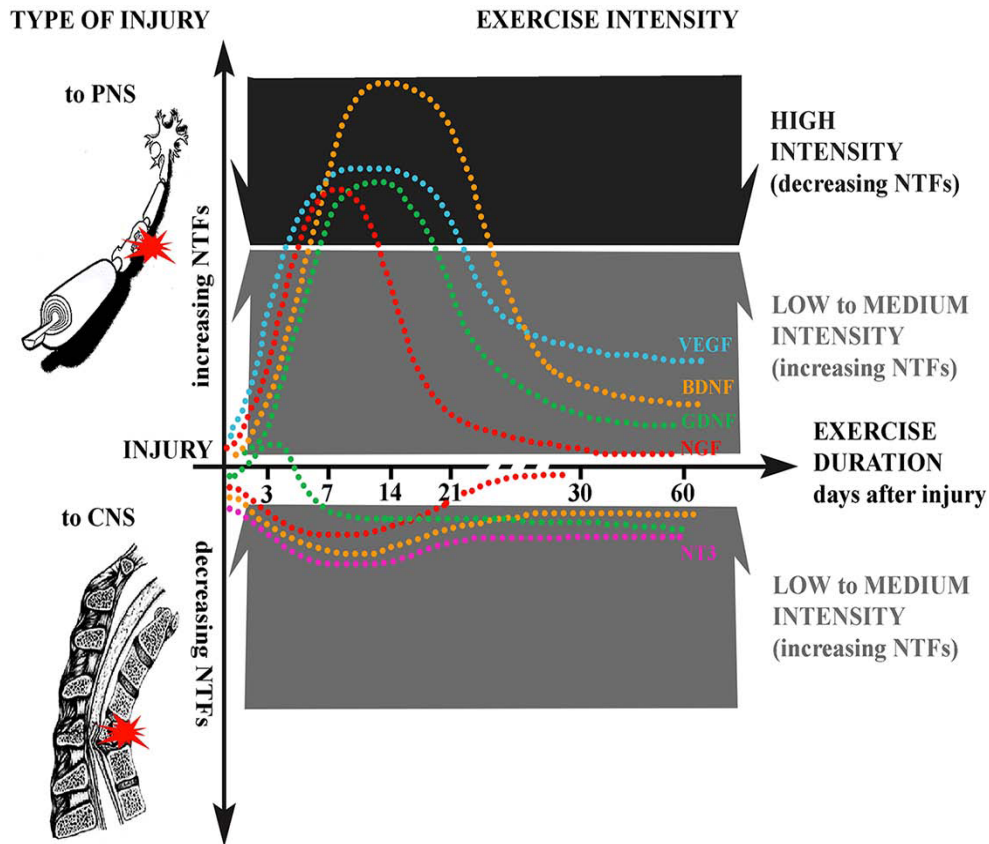 TYPE OF INJURY
EXERCISE INTENSITY
to PNS
increasing NTFs
HIGH
INTENSITY
(decreasing NTFs)
LOW to MEDIUM
INTENSITY
(increasing NTFs)
VEGF
BDNF
GDNF
NGF
INJURY
EXERCISE
DURATION
days after injury
3 7 14 21 30 60
to CNS
decreasing NTFs
NT3
LOW to MEDIUM
INTENSITY
(increasing NTFs)